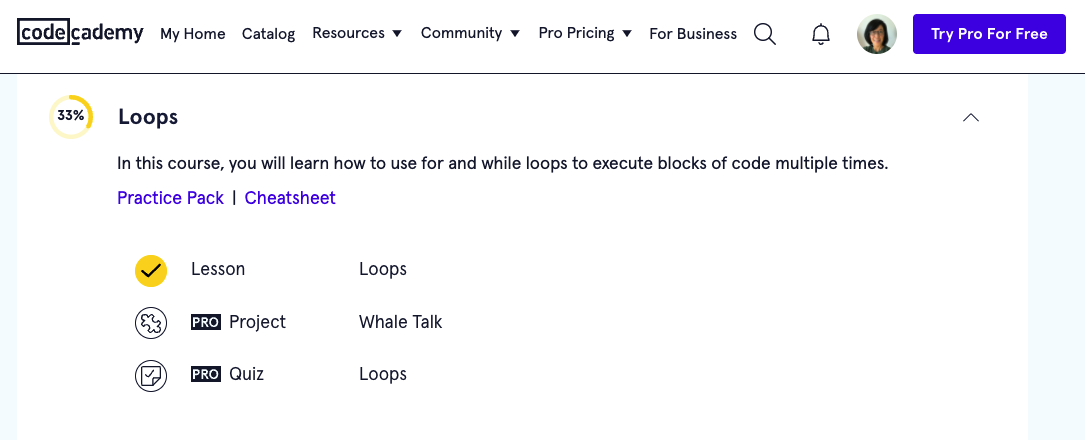 codecademy My Home Catalog Resources Community Pro Pricing For Business Try Pro For Free
33% Loops
In this course, you will learn how to use for and while loops to execute blocks of code multiple times.
Practice Pack | Cheatsheet
Lesson Loops
PRO Project Whale Talk
PRO Quiz Loops